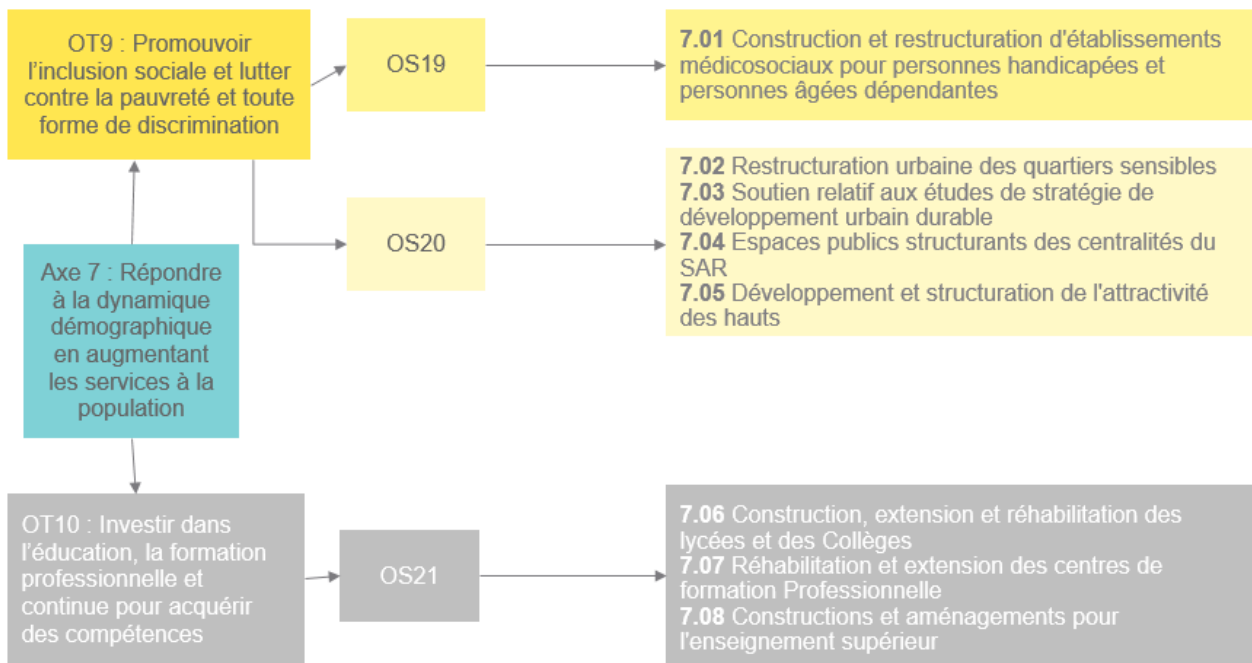 OT9 : Promouvoir
l’inclusion sociale et lutter
contre la pauvreté et toute
forme de discrimination
OS19
7.01 Construction et restructuration d'établissements
médicosociaux pour personnes handicapées et
personnes âgées dépendantes
OS20
7.02 Restructuration urbaine des quartiers sensibles
7.03 Soutien relatif aux études de stratégie de
développement urbain durable
7.04 Espaces publics structurants des centralités du
SAR
7.05 Développement et structuration de l'attractivité
des hauts
Axe 7 : Répondre
à la dynamique
démographique
en augmentant
les services à la
population
OT10 : Investir dans
l’éducation, la formation
professionnelle et
continue pour acquérir
des compétences
OS21
7.06 Construction, extension et réhabilitation des
lycées et des Collèges
7.07 Réhabilitation et extension des centres de
formation Professionnelle
7.08 Constructions et aménagements pour
l'enseignement supérieur